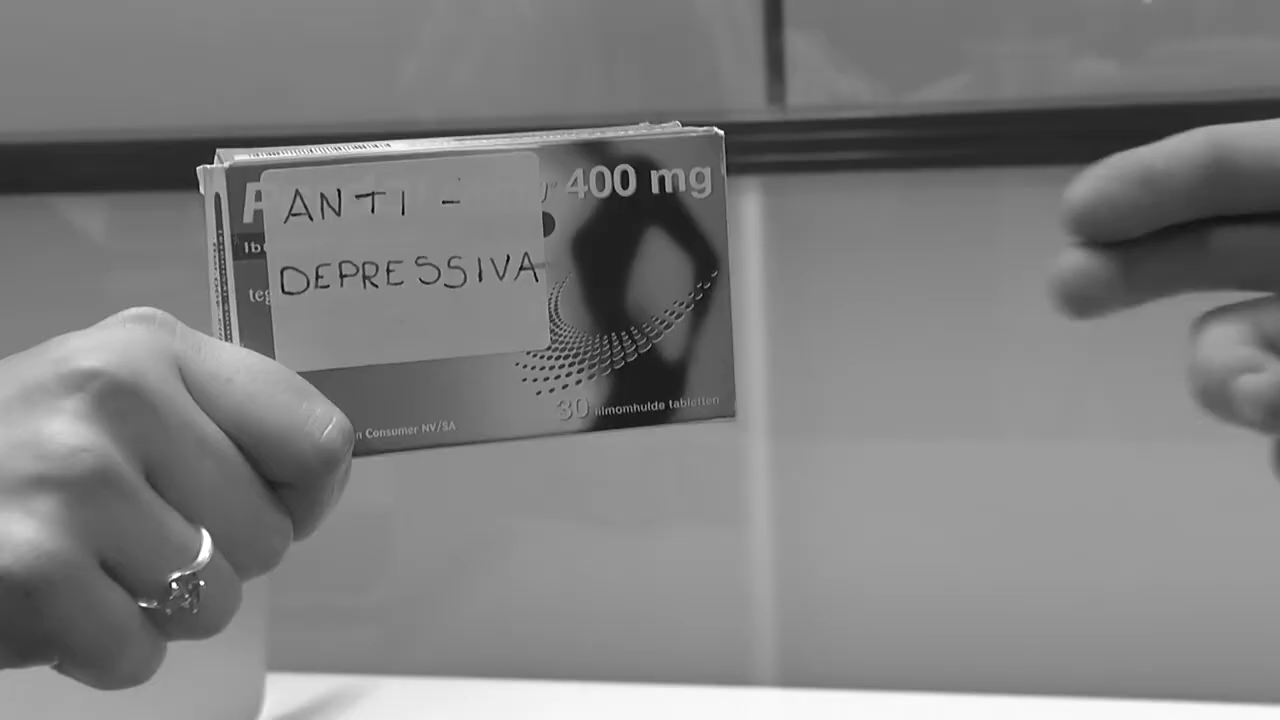 400 mg
ANTI -
DEPRESSIVA
30 filmomhulde tabletten
Consumer NV/SA